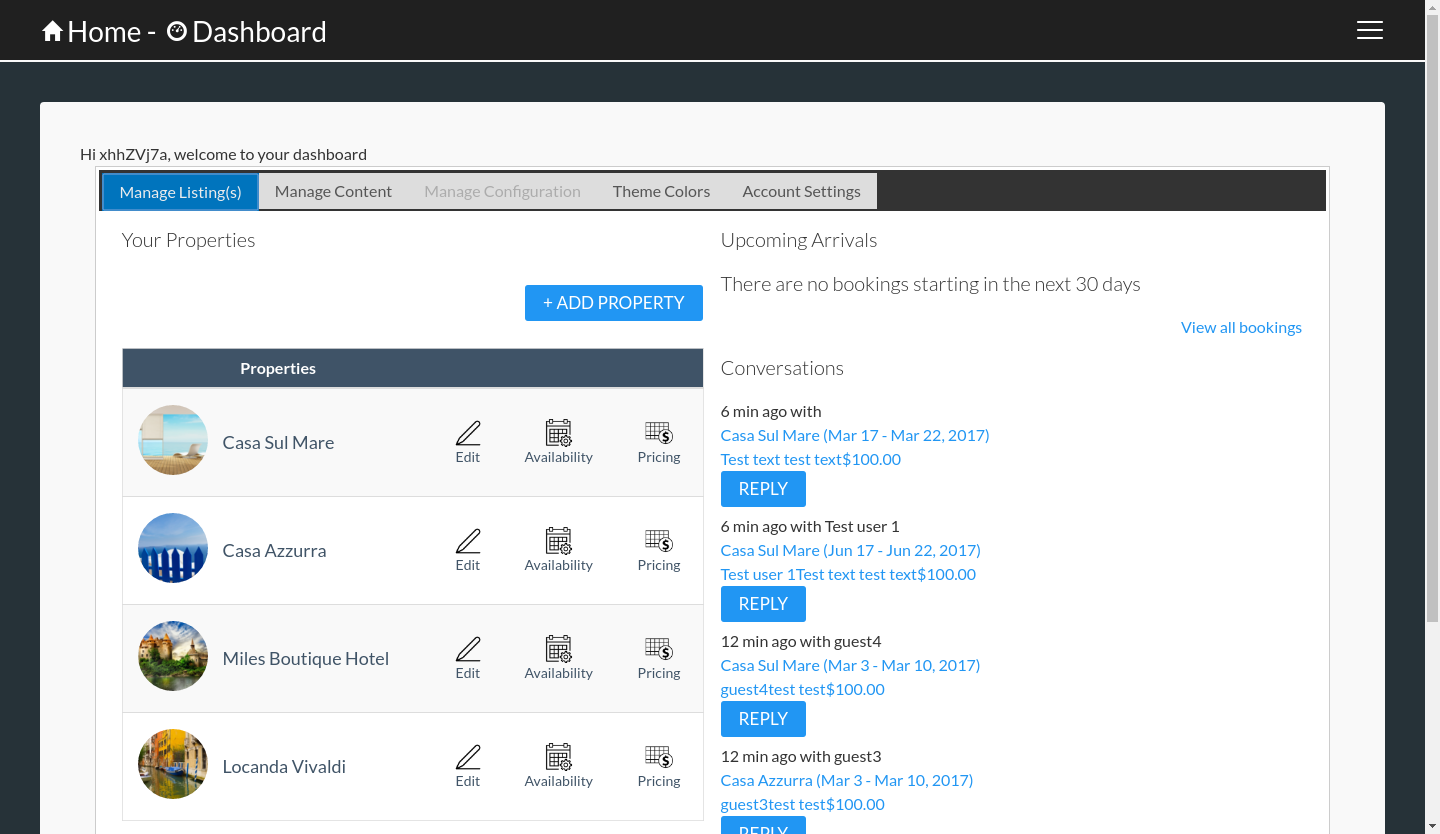 Home - Dashboard
Hi xhhZVj7a, welcome to your dashboard
Manage Listing(s) Manage Content Manage Configuration Theme Colors Account Settings
Your Properties
+ ADD PROPERTY
Properties
Casa Sul Mare
Edit Availability Pricing
Casa Azzurra
Edit Availability Pricing
Miles Boutique Hotel
Edit Availability Pricing
Locanda Vivaldi
Edit Availability Pricing
Upcoming Arrivals
There are no bookings starting in the next 30 days
View all bookings
Conversations
6 min ago with
Casa Sul Mare (Mar 17 - Mar 22, 2017)
Test text test text$100.00
REPLY
6 min ago with Test user 1
Casa Sul Mare (Jun 17 - Jun 22, 2017)
Test user 1Test text test text$100.00
REPLY
12 min ago with guest4
Casa Sul Mare (Mar 3 - Mar 10, 2017)
guest4test test$100.00
REPLY
12 min ago with guest3
Casa Azzurra (Mar 3 - Mar 10, 2017)
guest3test test$100.00
REPLY